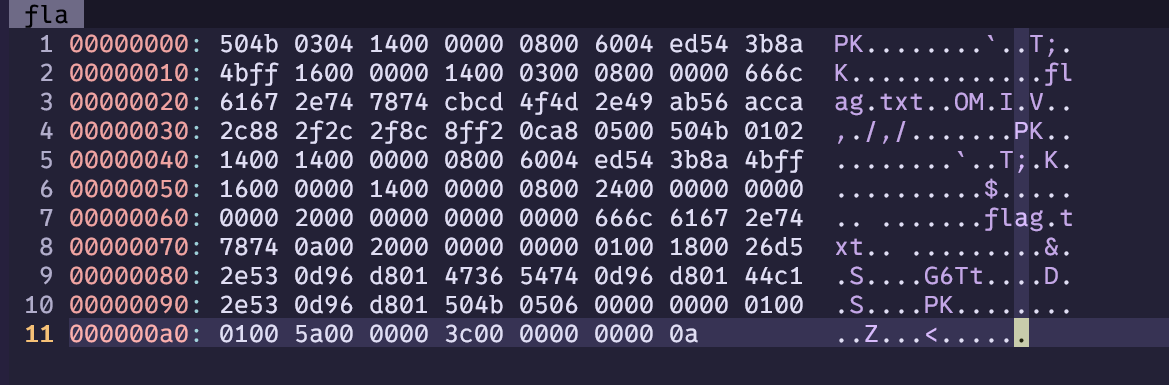 fla
1 00000000: 504b 0304 1400 0000 0800 6004 ed54 3b8a PK........`..T;.
2 00000010: 4bff 1600 0000 1400 0300 0800 0000 666c K.............fl
3 00000020: 6167 2e74 7874 cbcd 4f4d 2e49 ab56 acca ag.txt..OM.I.V..
4 00000030: 2c88 2f2c 2f8c 8ff2 0ca8 0500 504b 0102 ,./,/.......PK..
5 00000040: 1400 1400 0000 0800 6004 ed54 3b8a 4bff ........`..T;.K.
6 00000050: 1600 0000 1400 0000 0800 2400 0000 0000 ..........$.....
7 00000060: 0000 2000 0000 0000 0000 666c 6167 2e74 .. .......flag.t
8 00000070: 7874 0a00 2000 0000 0000 0100 1800 26d5 xt.. .........&.
9 00000080: 2e53 0d96 d801 4736 5474 0d96 d801 44c1 .S....G6Tt....D.
10 00000090: 2e53 0d96 d801 504b 0506 0000 0000 0100 .S....PK........
11 000000a0: 0100 5a00 0000 3c00 0000 0000 0a ..Z...<......